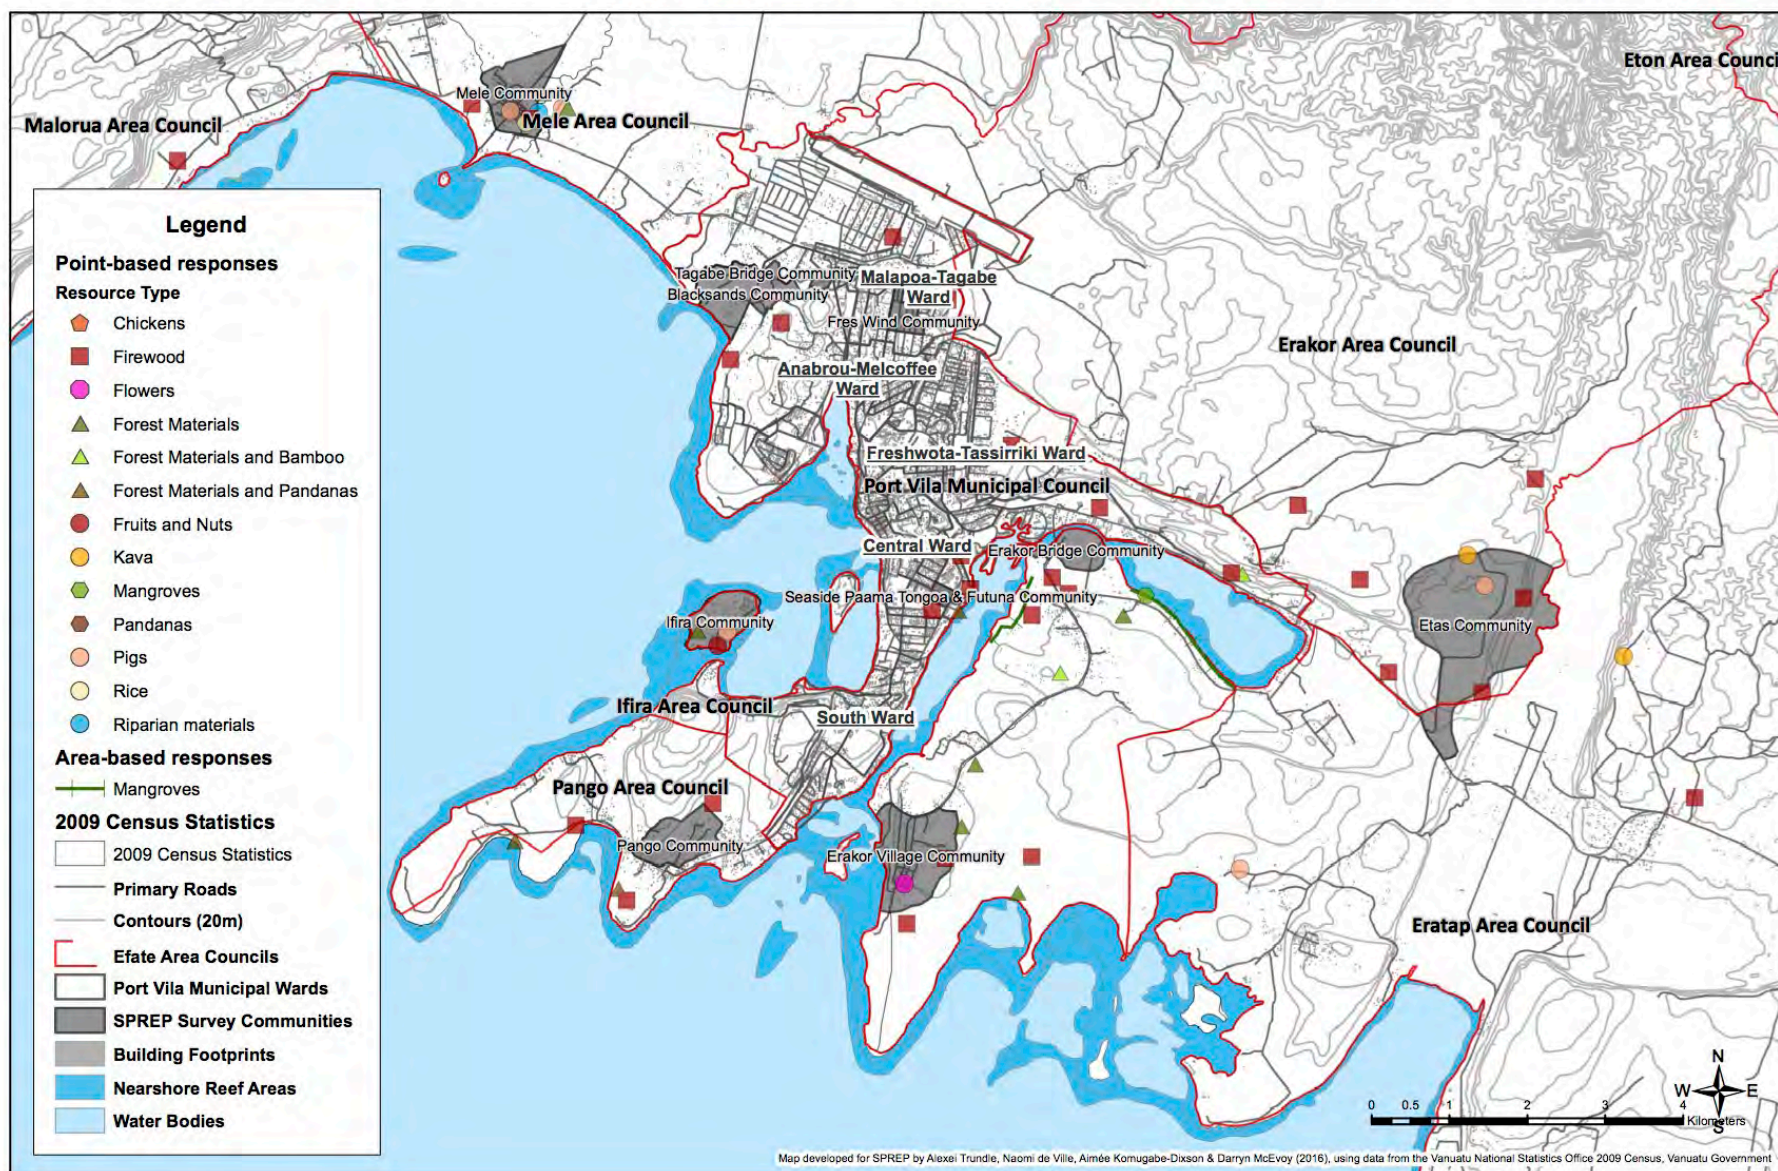 Eton Area Council
Mele Community
Malorua Area Council
Mele Area Council
Legend
Point-based responses
Resource Type
Chickens
Firewood
Flowers
Forest Materials
Forest Materials and Bamboo
Forest Materials and Pandanas
Fruits and Nuts
Kava
Mangroves
Pandanas
Pigs
Rice
Riparian materials
Area-based responses
Mangroves
2009 Census Statistics
2009 Census Statistics
Primary Roads
Contours (20m)
Efate Area Councils
Port Vila Municipal Wards
SPREP Survey Communities
Building Footprints
Nearshore Reef Areas
Water Bodies
Tagabe Bridge Community
Blacksands Community
Malapoa-Tagabe
Ward
Fres Wind Community
Erakor Area Council
Anabrou-Melcoffee
Ward
Freshwota-Tassirriki Ward
Port Vila Municipal Council
Central Ward
Erakor Bridge Community
Seaside Paama Tongoa & Futuna Community
Ifira Community
Etas Community
Ifira Area Council
South Ward
Pango Area Council
Pango Community
Erakor Village Community
Eratap Area Council
N
W E
S
0 0.5 1 2 3 4
Kilometers
Map developed for SPREP by Alexei Trundle, Naomi de Ville, Aimée Komugabe-Dixson & Darryn McEvoy (2016), using data from the Vanuatu National Statistics Office 2009 Census, Vanuatu Government